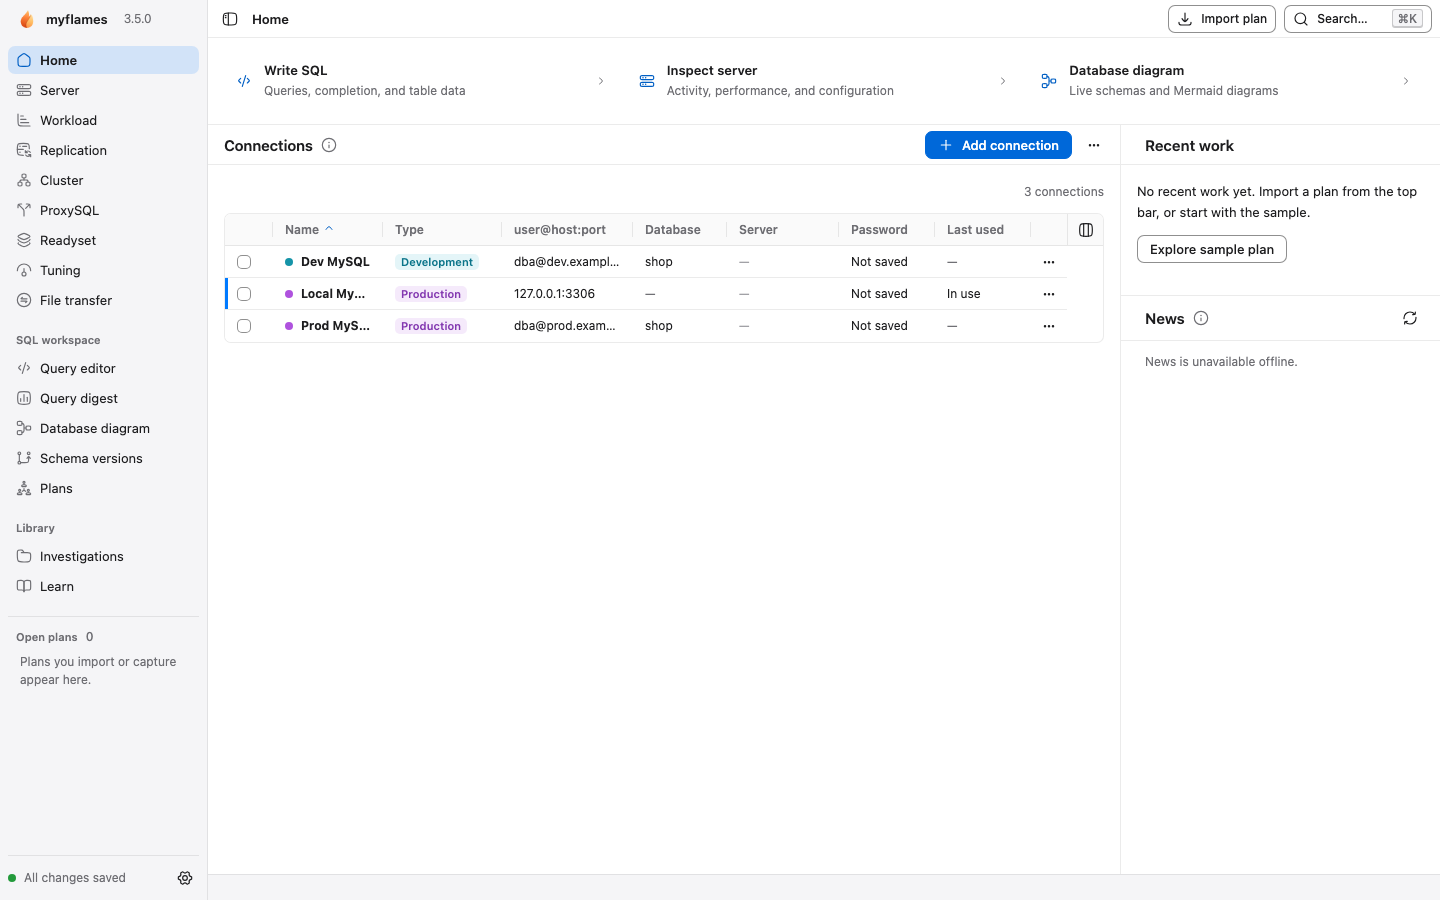 myflames 3.5.0
Home
Server
Workload
Replication
Cluster
ProxySQL
Readyset
Tuning
File transfer
SQL workspace
Query editor
Query digest
Database diagram
Schema versions
Plans
Library
Investigations
Learn
Open plans 0
Plans you import or capture
appear here.
All changes saved
Home
Import plan
Search... ⌘K
Write SQL
Queries, completion, and table data
Inspect server
Activity, performance, and configuration
Database diagram
Live schemas and Mermaid diagrams
Connections
Add connection
3 connections
Name Type user@host:port Database Server Password Last used
Dev MySQL Development dba@dev.exampl... shop — Not saved —
Local My... Production 127.0.0.1:3306 — — Not saved In use
Prod MyS... Production dba@prod.exam... shop — Not saved —
Recent work
No recent work yet. Import a plan from the top
bar, or start with the sample.
Explore sample plan
News
News is unavailable offline.